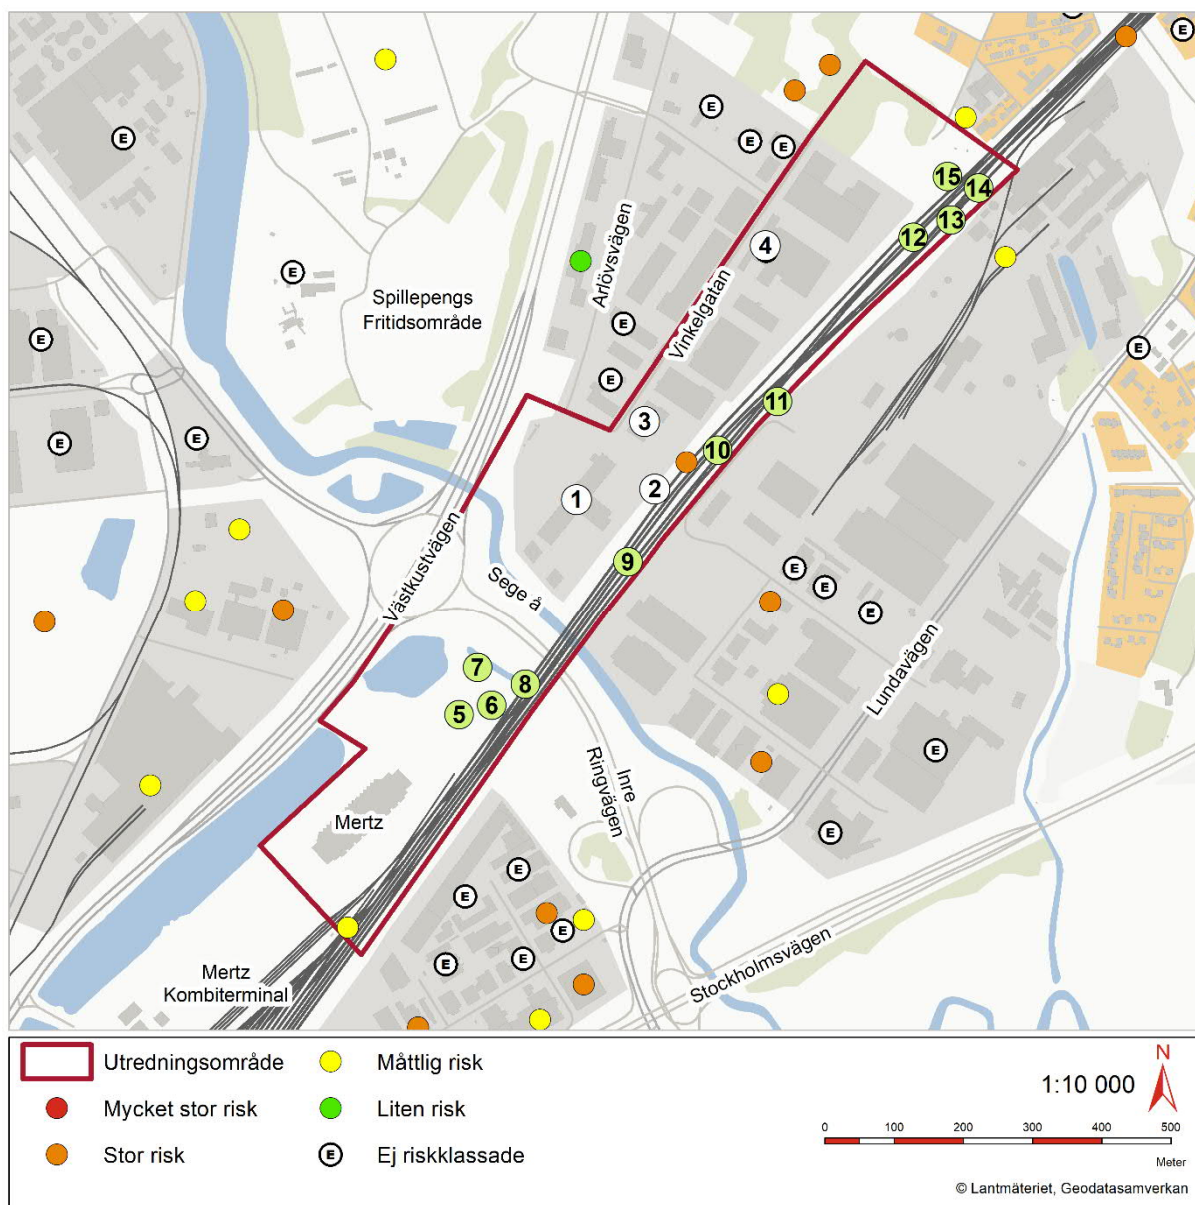 E
E
E
E
E
E
4
15
14
13
12
E
Arlövsvägen
Spillepengs
Fritidsområde
Vinkelgatan
E
E
E
E
E
E
3
11
10
2
1
Västkustvägen
Sege å
9
E
E
E
Lundavägen
7
8
6
5
E
Inre
Ringvägen
Mertz
E
E
E
E
E
E
Stockholmsvägen
Mertz
Kombiterminal
Utredningsområde
Mycket stor risk
Stor risk
Måttlig risk
Liten risk
E Ej riskklassade
N
1:10 000
0 100 200 300 400 500
Meter
© Lantmäteriet, Geodatasamverkan